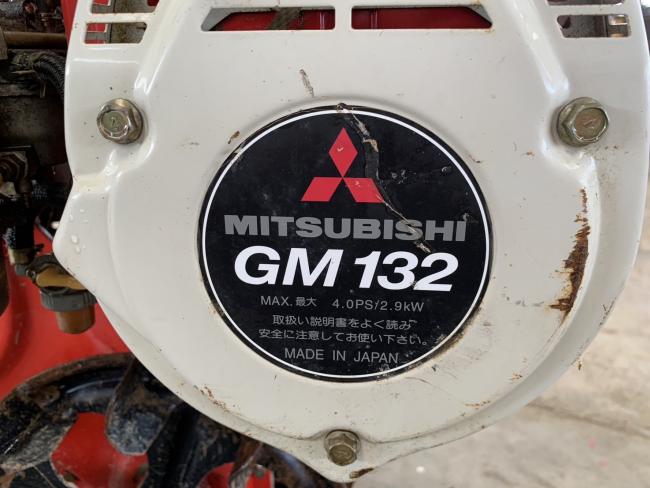 MITSUBISHI
GM 132
MAX. 最大 4.0PS/2.9kW
取扱い説明書をよく読み
安全に注意してお使い下さい。
MADE IN JAPAN